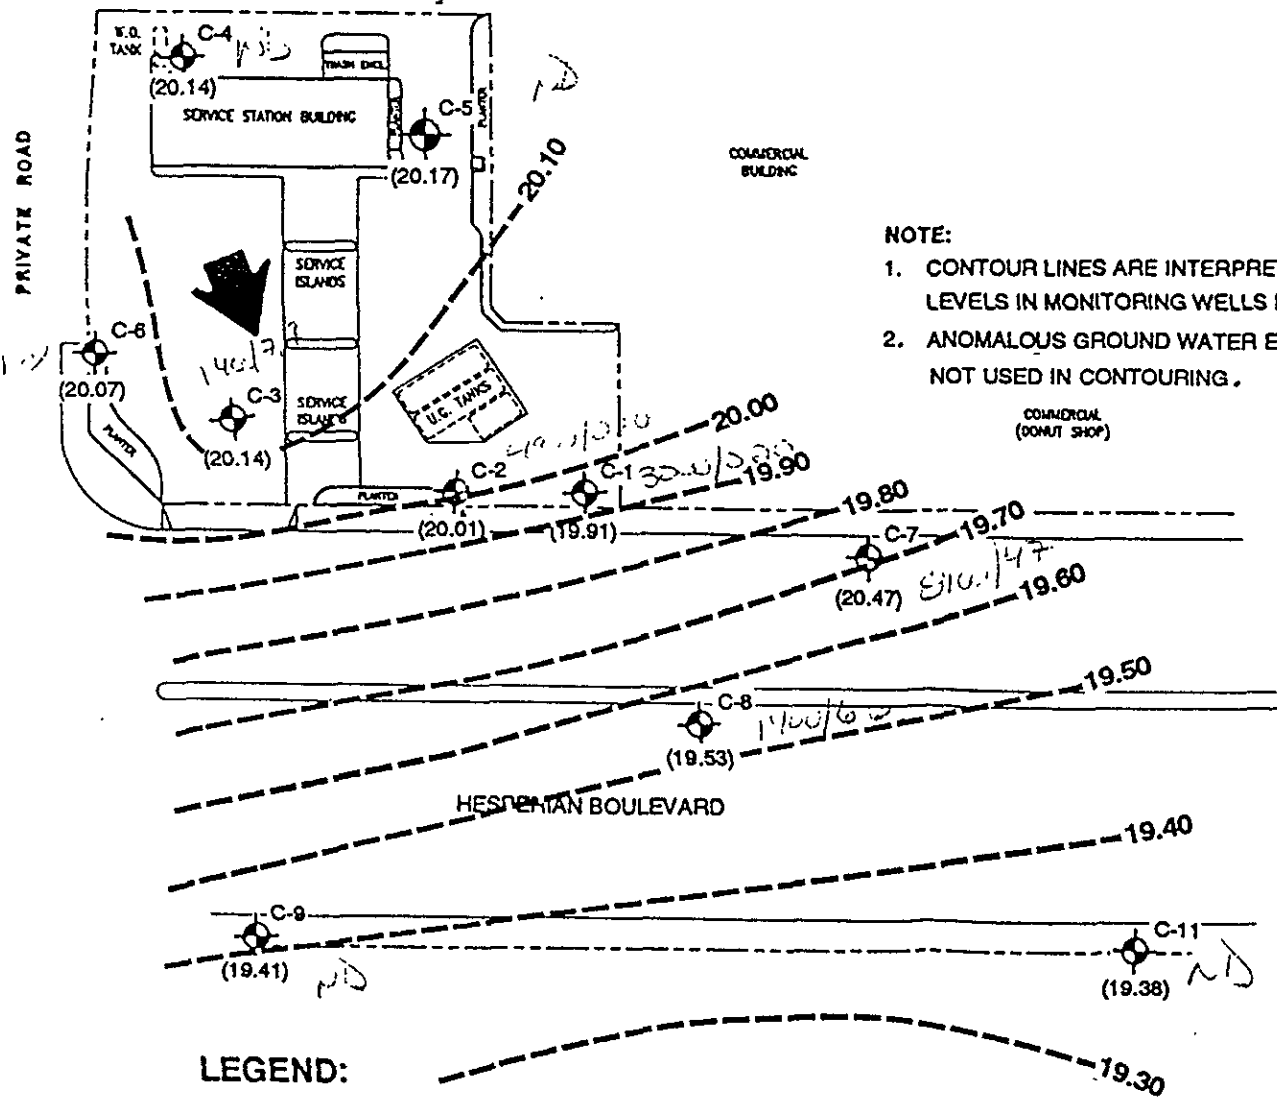 W.O.
TANK
C-4
ND
(20.14)
TRASH ENCL.
SERVICE STATION BUILDING
C-5
(20.17)
PLANTER
ND
20.10
COMMERCIAL
BUILDING
PRIVATE ROAD
NOTE:
1. CONTOUR LINES ARE INTERPRE
LEVELS IN MONITORING WELLS
2. ANOMALOUS GROUND WATER E
NOT USED IN CONTOURING.
SERVICE
ISLANDS
C-6
(20.07)
C-3
(20.14)
SERVICE
ISLANDS
U.G. TANKS
PLANTER
COMMERCIAL
(DONUT SHOP)
20.00
C-2
(20.01)
C-1
(19.91)
19.90
PLANTER
19.80
19.70
C-7
(20.47)
19.60
19.50
C-8
(19.53)
HESPERIAN BOULEVARD
19.40
C-9
(19.41)
ND
C-11
(19.38)
ND
LEGEND:
19.30